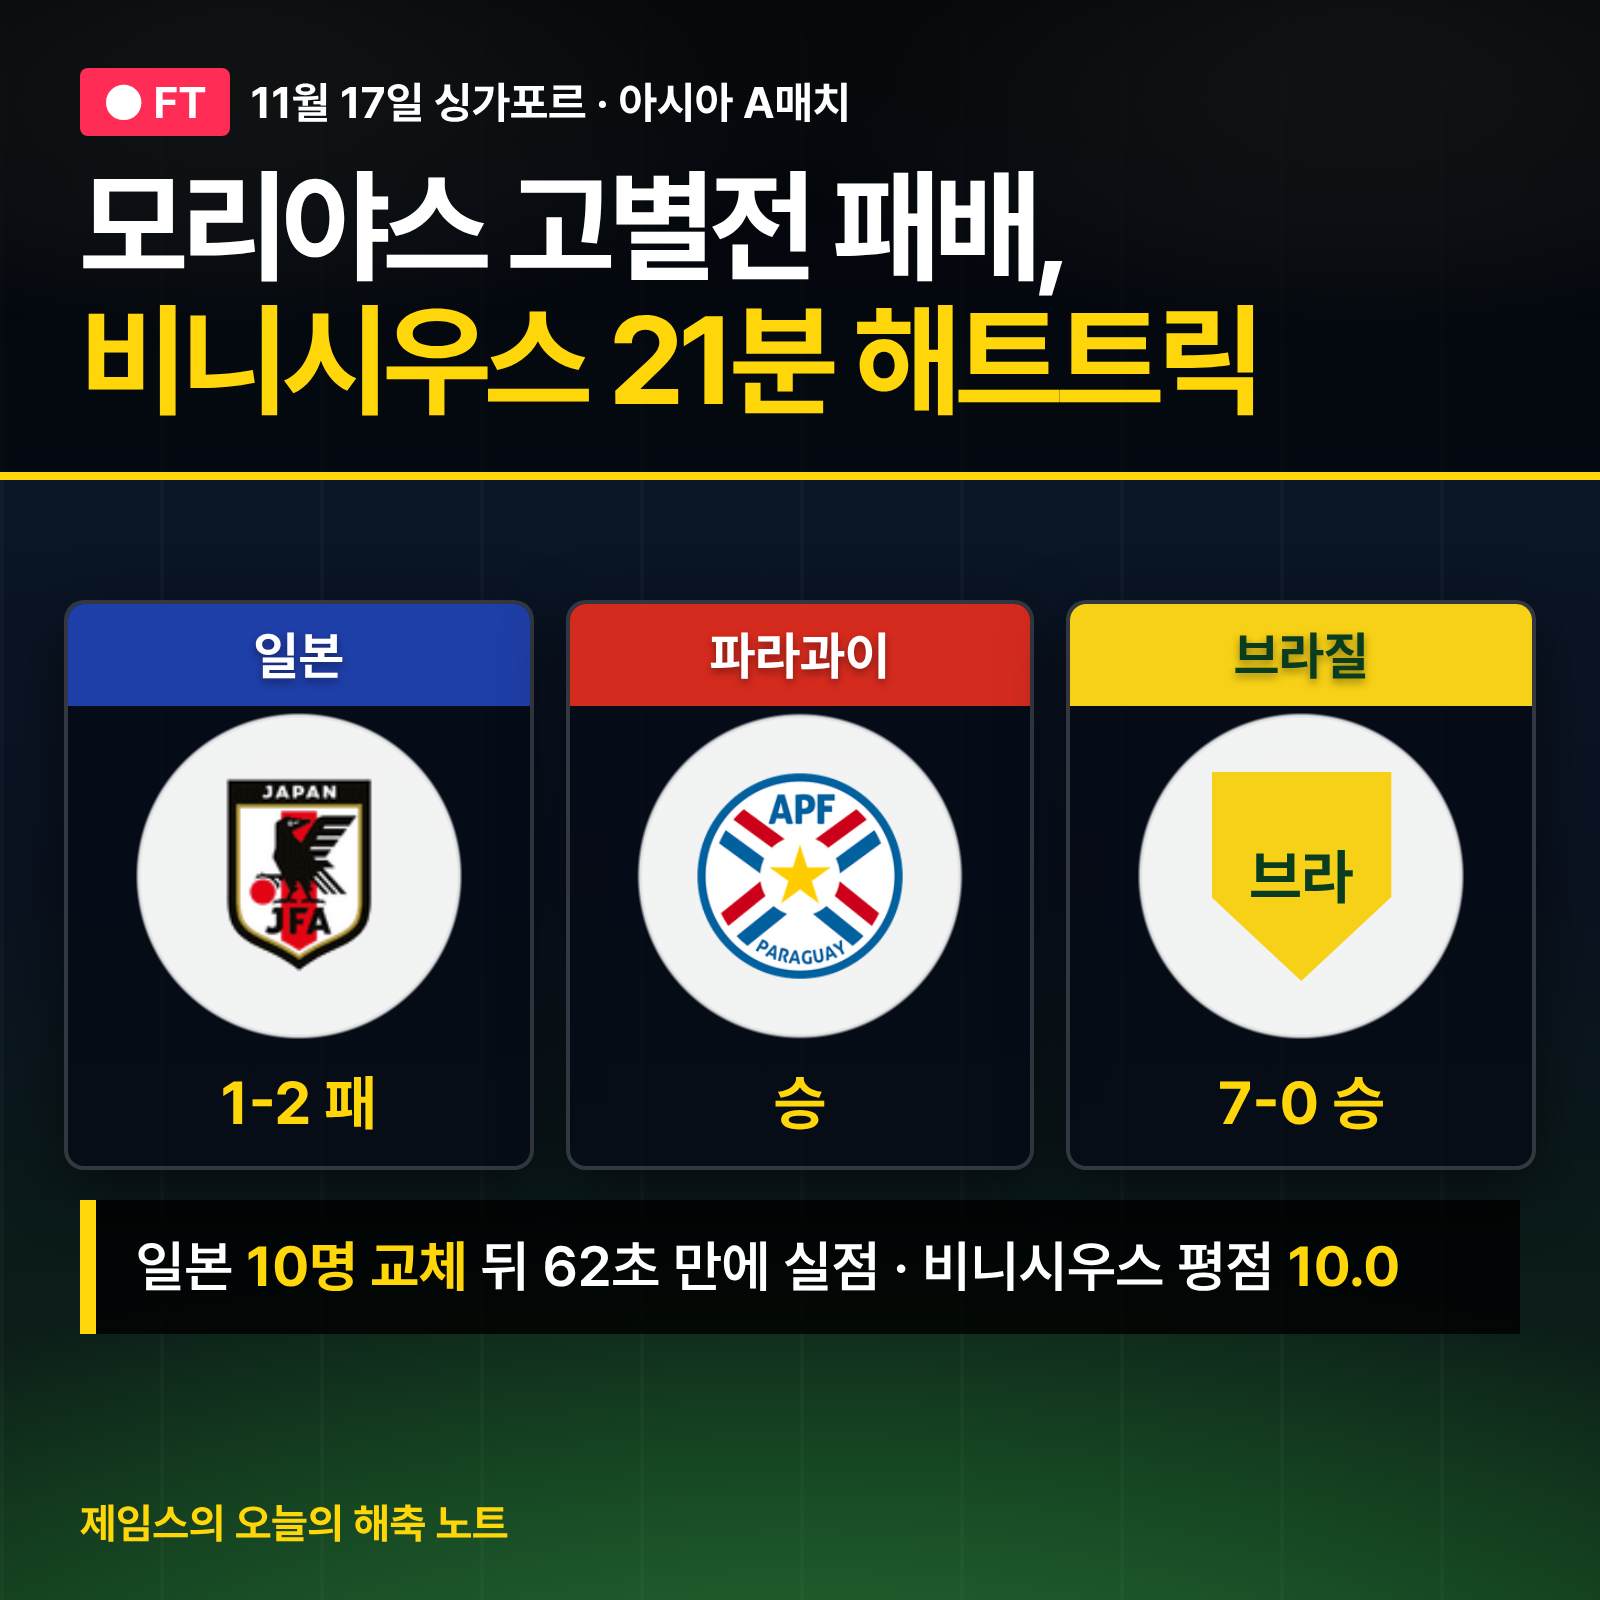 FT 11월 17일 싱가포르 · 아시아 A매치
모리야스 고별전 패배,
비니시우스 21분 해트트릭
일본
파라과이
브라질
JAPAN
JFA
APF
PARAGUAY
브라
1-2 패
승
7-0 승
일본 10명 교체 뒤 62초 만에 실점 · 비니시우스 평점 10.0
제임스의 오늘의 해축 노트